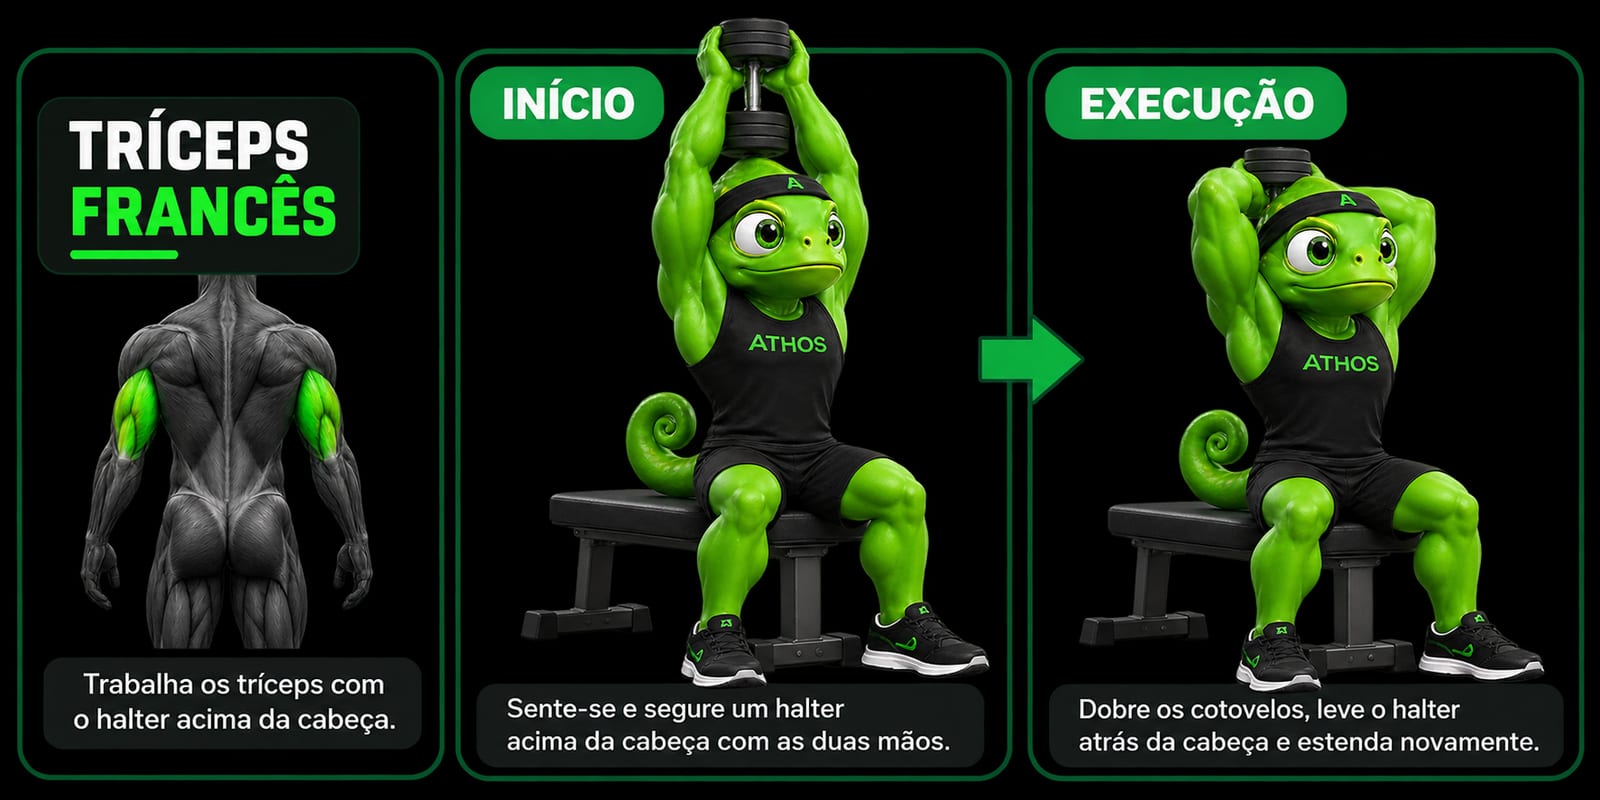 TRÍCEPS
FRANCÊS
Trabalha os tríceps com
o halter acima da cabeça.
INÍCIO
A
ATHOS
Sente-se e segure um halter
acima da cabeça com as duas mãos.
EXECUÇÃO
A
ATHOS
Dobre os cotovelos, leve o halter
atrás da cabeça e estenda novamente.